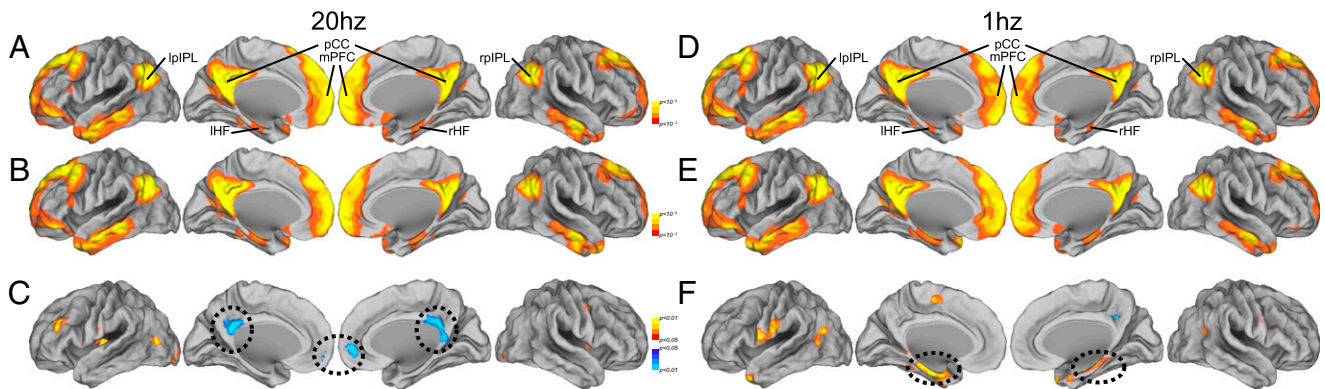 20hz
1hz
A
lpIPL
pCC
mPFC
rpIPL
lHF
rHF
D
lpIPL
pCC
mPFC
rpIPL
lHF
rHF
B
E
C
p<0.01
p<0.05
p<0.05
p<0.01
F